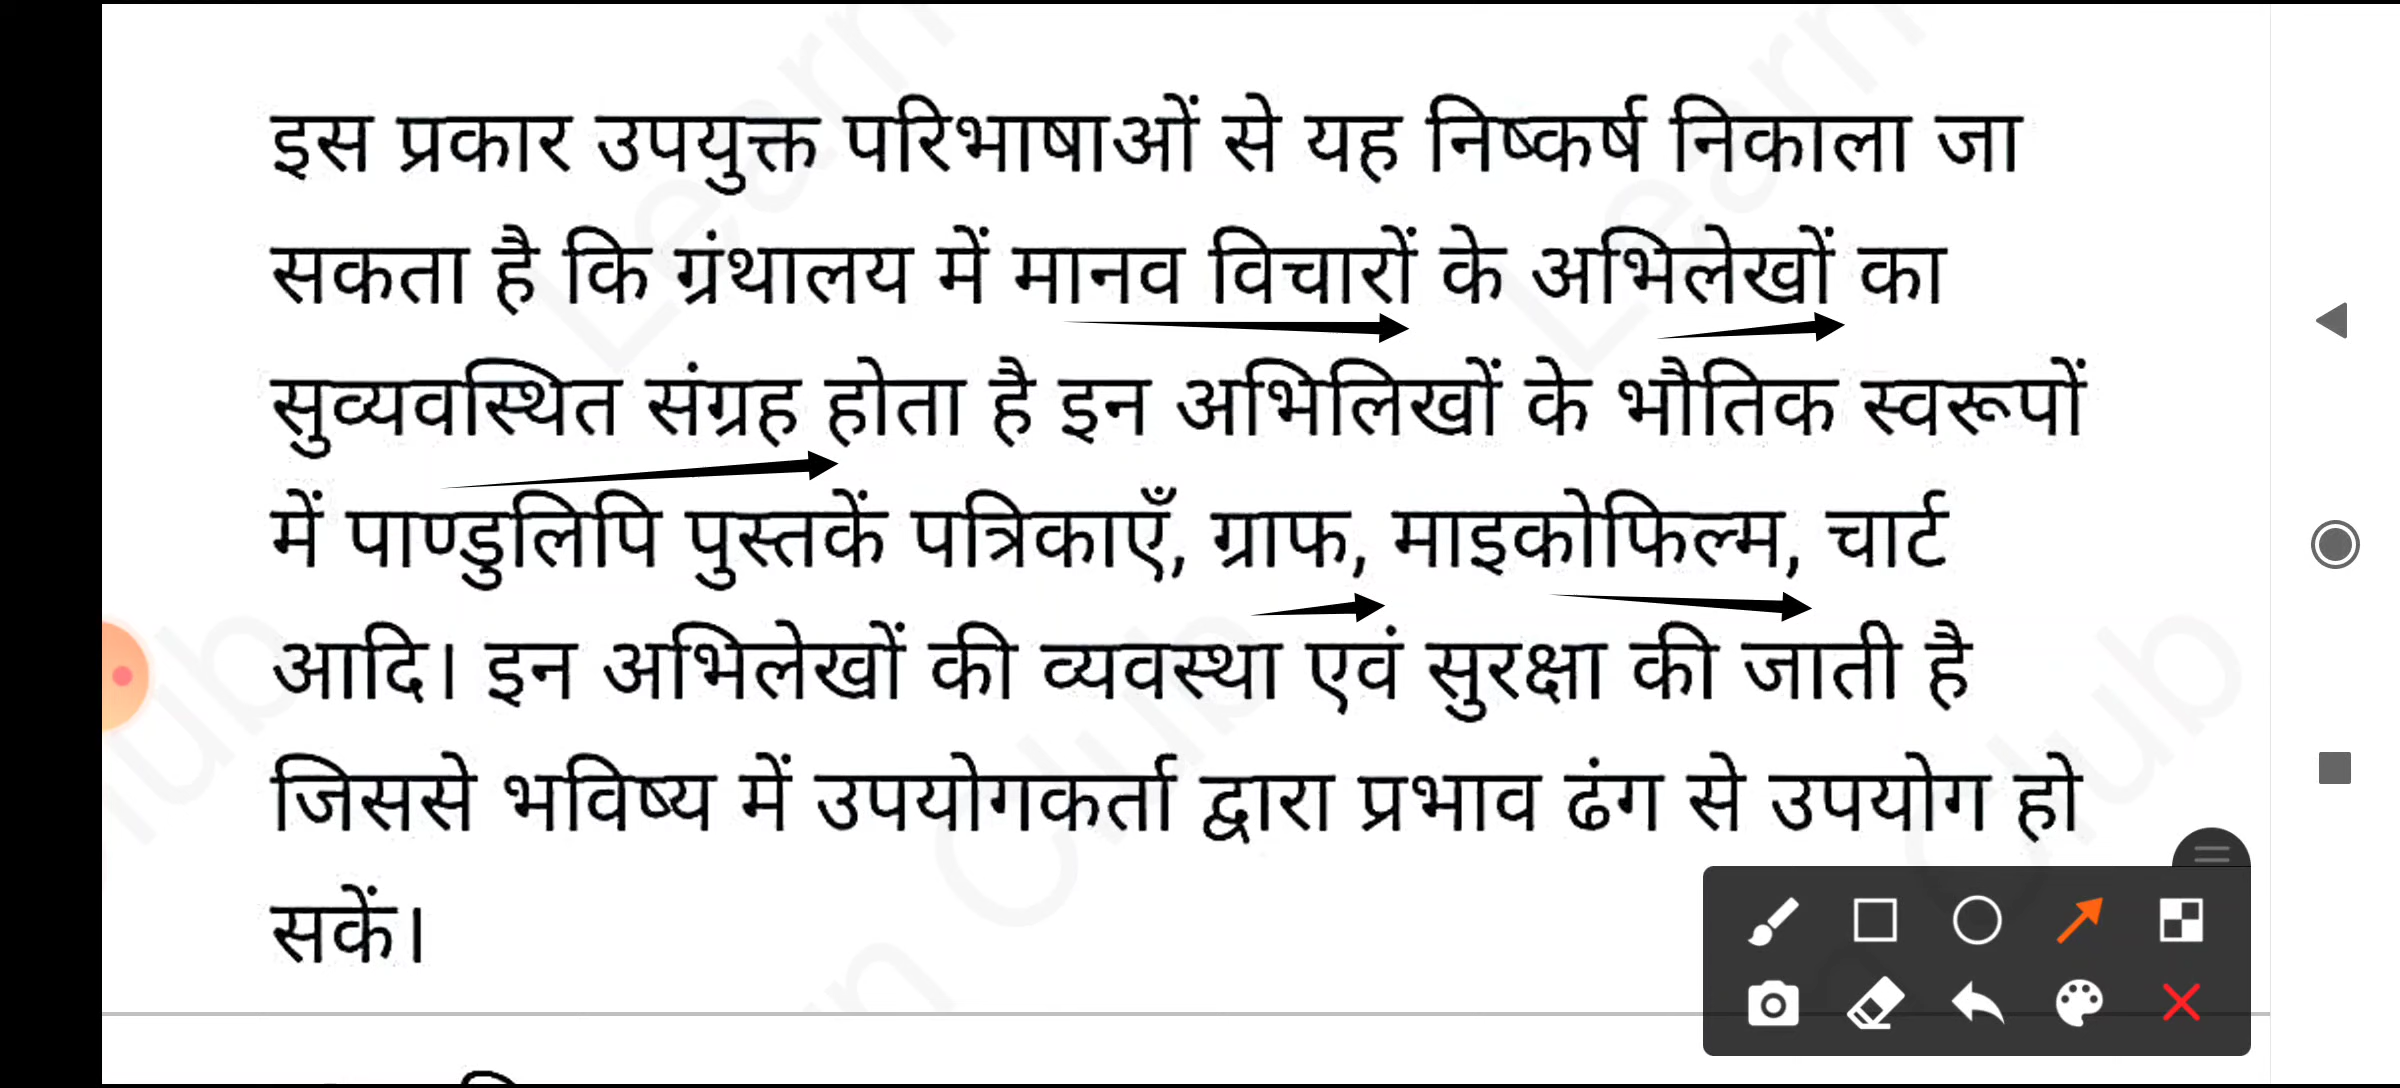 इस प्रकार उपयुक्त परिभाषाओं से यह निष्कर्ष निकाला जा
सकता है कि ग्रंथालय में मानव विचारों के अभिलेखों का
सुव्यवस्थित संग्रह होता है इन अभिलिखों के भौतिक स्वरूपों
में पाण्डुलिपि पुस्तकें पत्रिकाएँ, ग्राफ, माइकोफिल्म, चार्ट
आदि। इन अभिलेखों की व्यवस्था एवं सुरक्षा की जाती है
जिससे भविष्य में उपयोगकर्ता द्वारा प्रभाव ढंग से उपयोग हो
सकें।